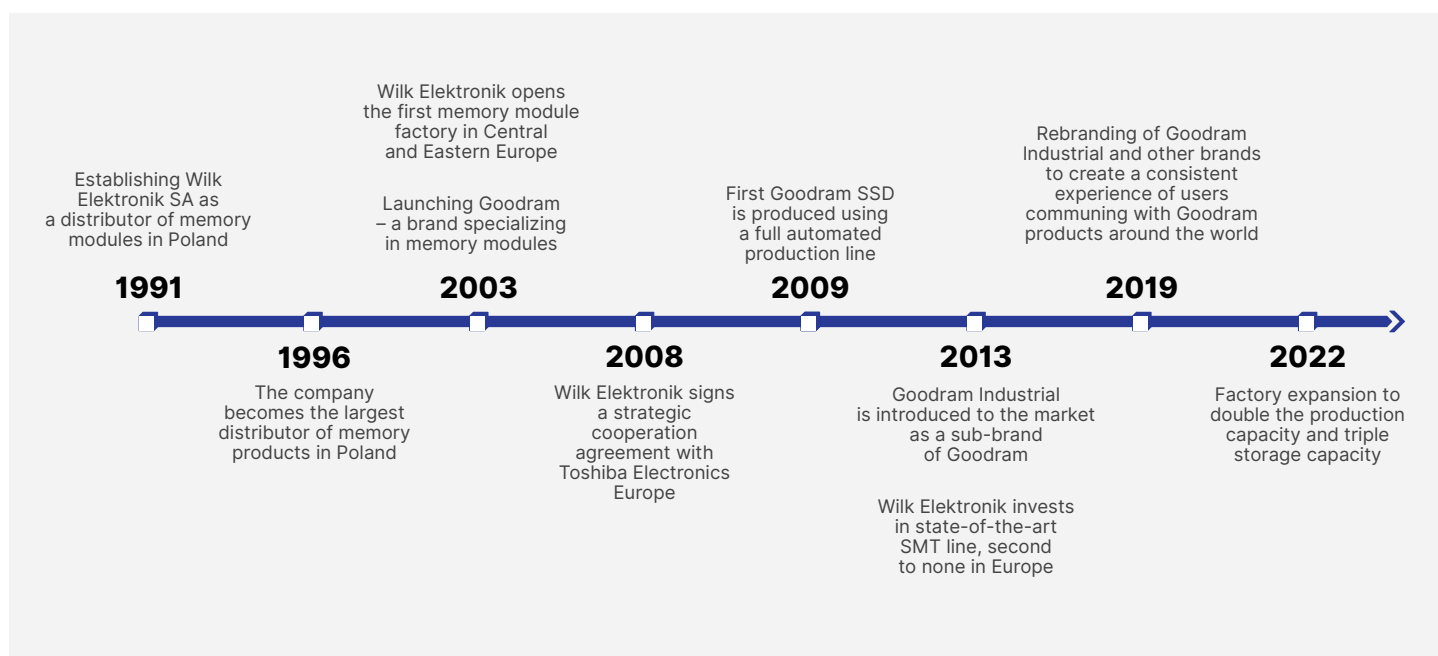 Establishing Wilk
Elektronik SA as
a distributor of memory
modules in Poland
1991
1996
The company
becomes the largest
distributor of memory
products in Poland
Wilk Elektronik opens
the first memory module
factory in Central
and Eastern Europe
Launching Goodram
– a brand specializing
in memory modules
2003
2008
Wilk Elektronik signs
a strategic
cooperation
agreement with
Toshiba Electronics
Europe
First Goodram SSD
is produced using
a full automated
production line
2009
2013
Goodram Industrial
is introduced to the market
as a sub-brand
of Goodram
Wilk Elektronik invests
in state-of-the-art
SMT line, second
to none in Europe
Rebranding of Goodram
Industrial and other brands
to create a consistent
experience of users
communing with Goodram
products around the world
2019
2022
Factory expansion to
double the production
capacity and triple
storage capacity